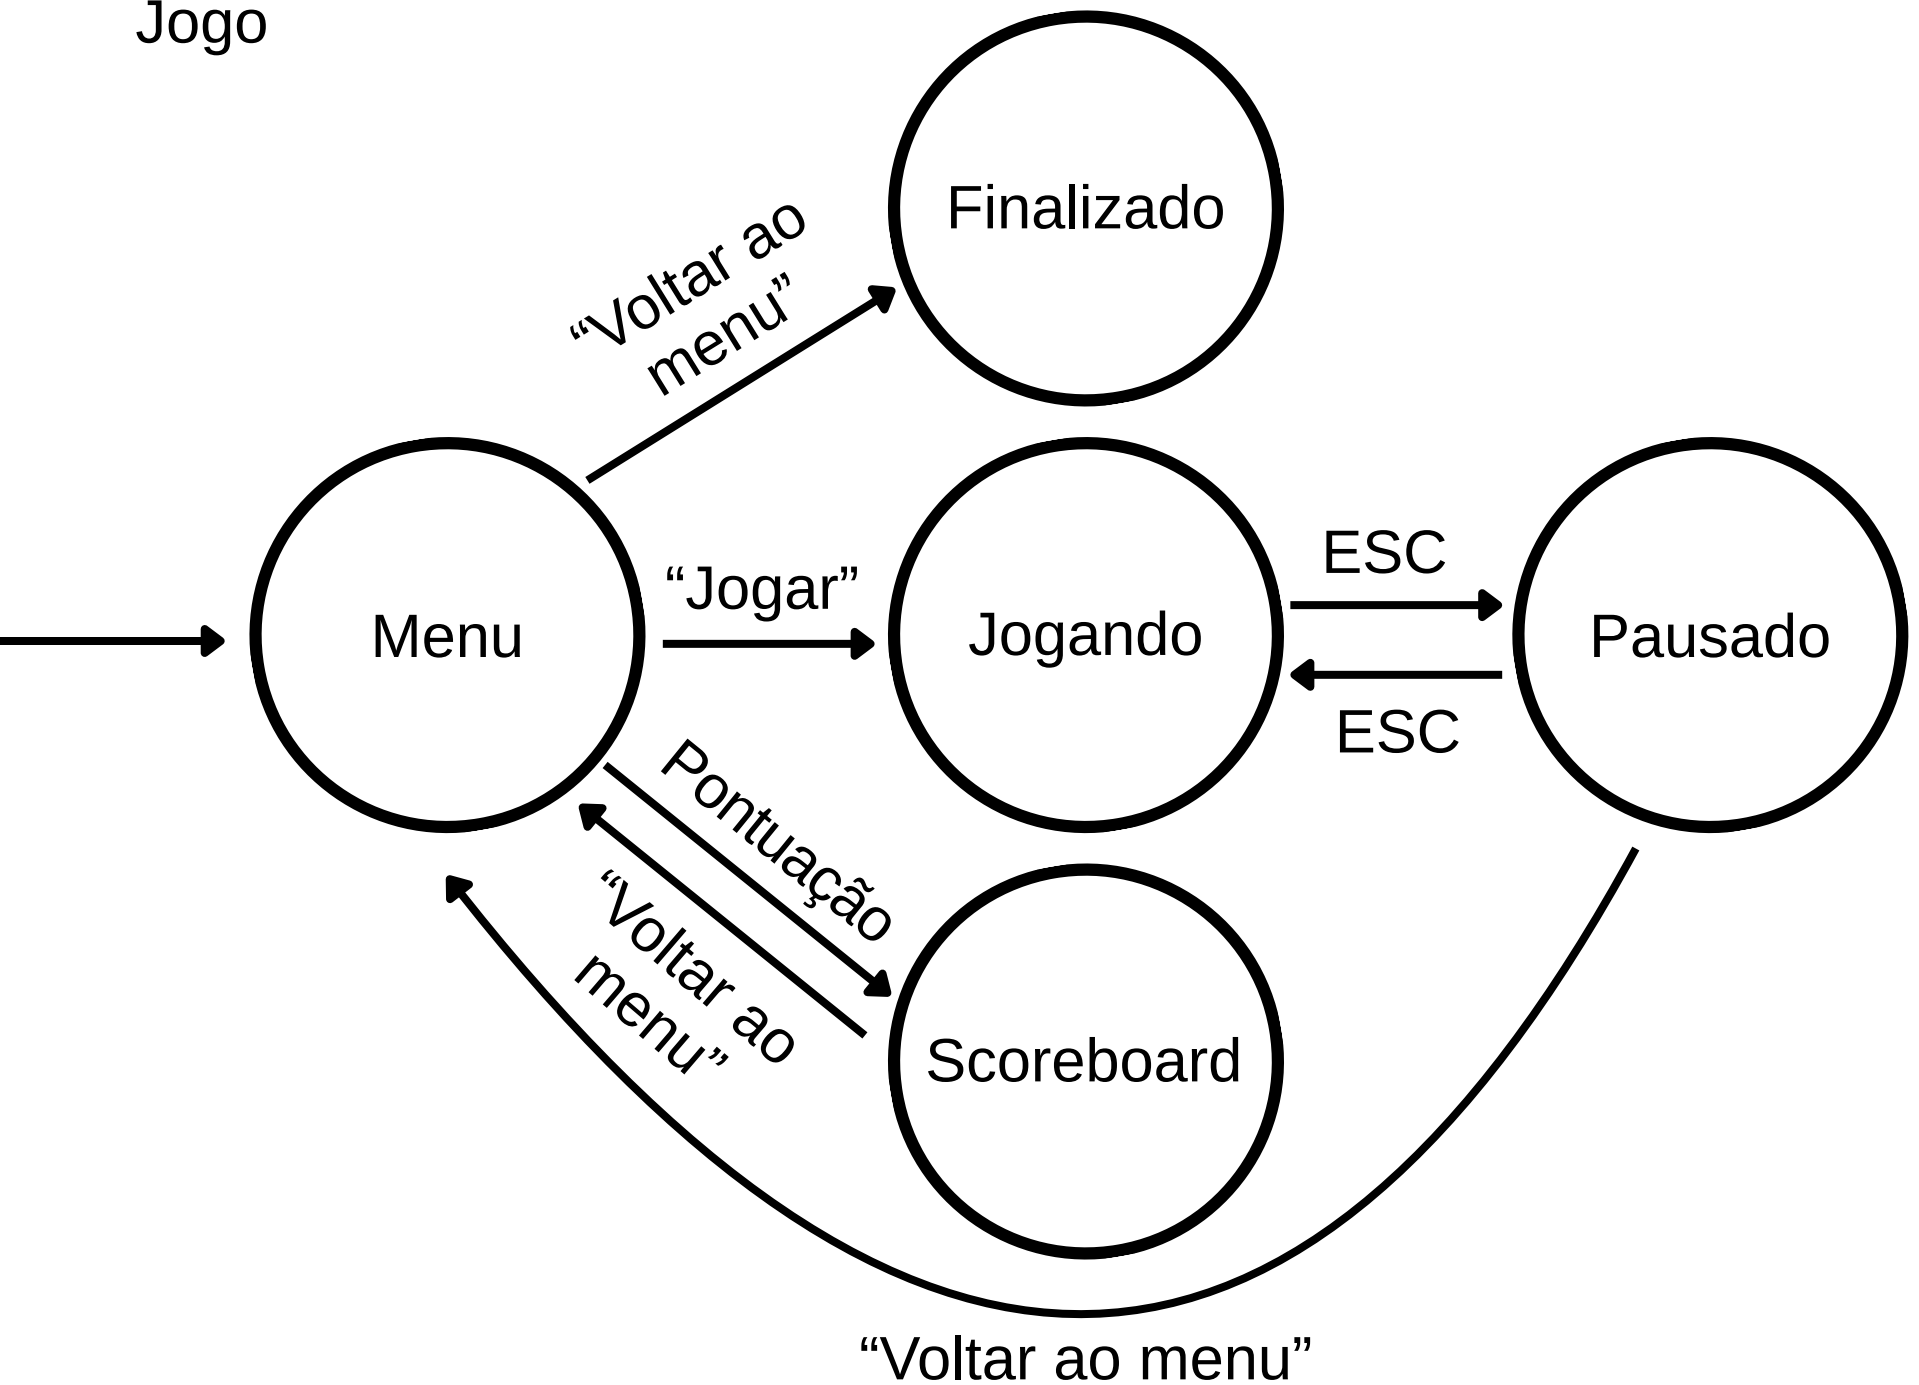 Jogo
Finalizado
“Voltar ao
menu”
Menu
“Jogar”
Jogando
ESC
ESC
Pausado
Pontuação
“Voltar ao
menu”
Scoreboard
“Voltar ao menu”